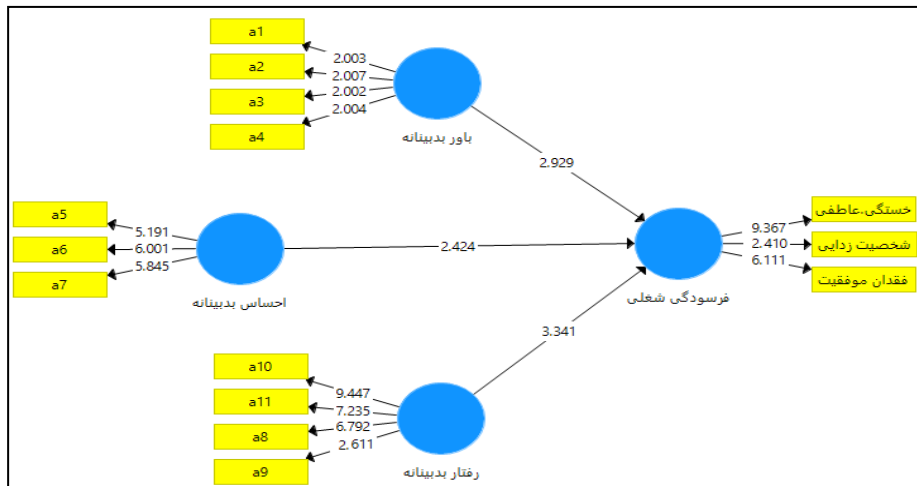 a1
a2
a3
a4
2.003
2.007
2.002
2.004
باور بدبینانه
2.929
a5
a6
a7
5.191
6.001
5.845
احساس بدبینانه
2.424
a10
a11
a8
a9
9.447
7.235
6.792
2.611
رفتار بدبینانه
3.341
فرسودگی شغلی
9.367
2.410
6.111
خستگی.عاطفی
شخصیت زدایی
فقدان موفقیت